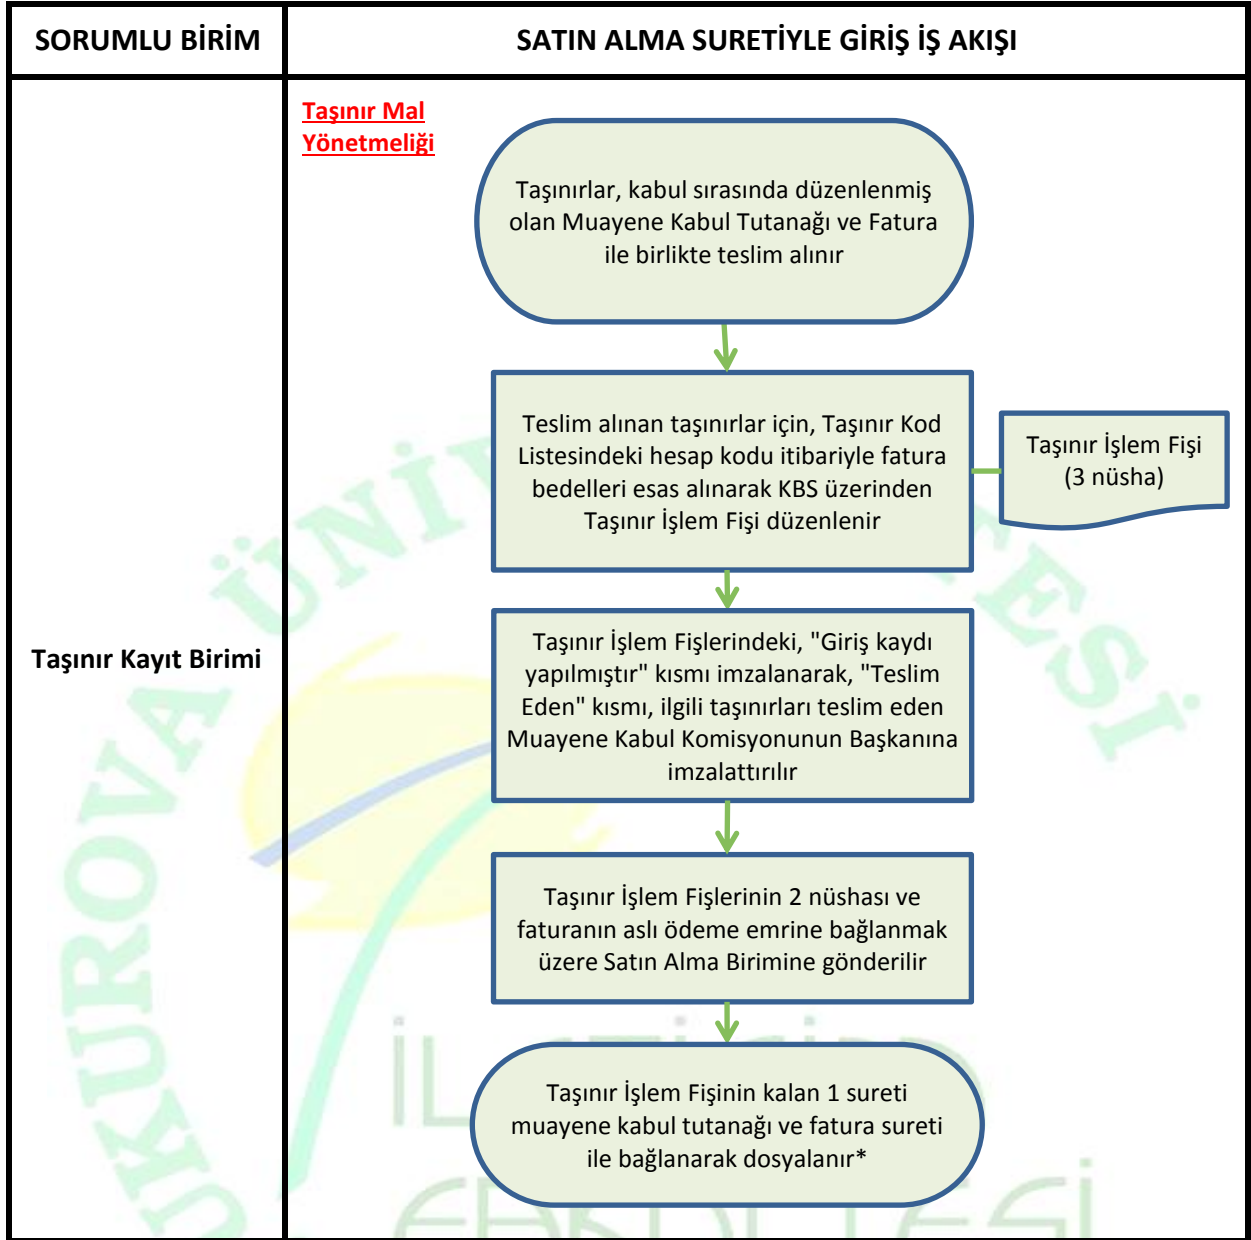 SORUMLU BİRİM
SATIN ALMA SURETİYLE GİRİŞ İŞ AKIŞI
Taşınır Mal
Yönetmeliği
Taşınırlar, kabul sırasında düzenlenmiş
olan Muayene Kabul Tutanağı ve Fatura
ile birlikte teslim alınır
Teslim alınan taşınırlar için, Taşınır Kod
Listesindeki hesap kodu itibariyle fatura
bedelleri esas alınarak KBS üzerinden
Taşınır İşlem Fişi düzenlenir
Taşınır İşlem Fişi
(3 nüsha)
Taşınır Kayıt Birimi
Taşınır İşlem Fişlerindeki, "Giriş kaydı
yapılmıştır" kısmı imzalanarak, "Teslim
Eden" kısmı, ilgili taşınırları teslim eden
Muayene Kabul Komisyonunun Başkanına
imzalattırılır
Taşınır İşlem Fişlerinin 2 nüshası ve
faturanın aslı ödeme emrine bağlanmak
üzere Satın Alma Birimine gönderilir
Taşınır İşlem Fişinin kalan 1 sureti
muayene kabul tutanağı ve fatura sureti
ile bağlanarak dosyalanır*